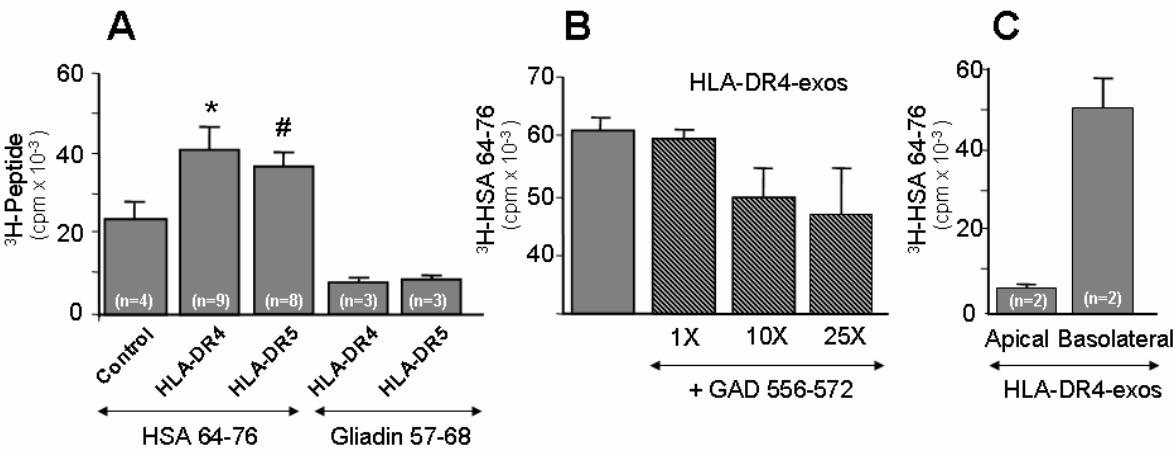 A
B
C
³H-Peptide
(cpm x 10⁻³)
60
40
20
0
*
#
(n=4)
(n=9)
(n=8)
(n=3)
(n=3)
Control
HLA-DR4
HLA-DR5
HLA-DR4
HLA-DR5
HSA 64-76
Gliadin 57-68
³H-HSA 64-76
(cpm x 10⁻³)
70
60
50
40
HLA-DR4-exos
1X
10X
25X
+ GAD 556-572
³H-HSA 64-76
(cpm x 10⁻³)
60
40
20
0
(n=2)
(n=2)
Apical Basolateral
HLA-DR4-exos